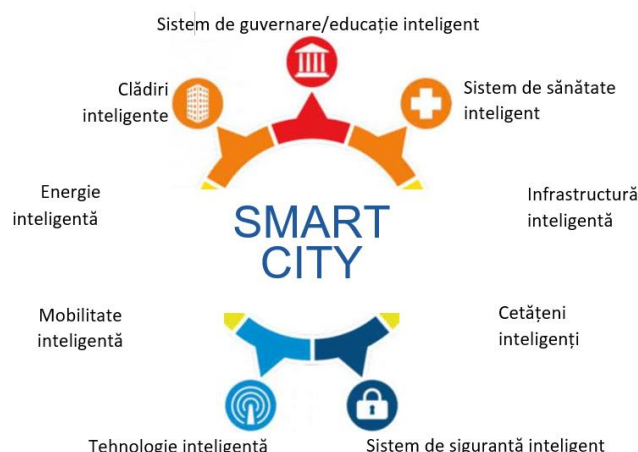 Sistem de guvernare/educație inteligent
Clădiri
inteligente
Sistem de sănătate
inteligent
Energie
inteligentă
Infrastructură
inteligentă
SMART
CITY
Mobilitate
inteligentă
Cetățeni
inteligenți
Tehnologie inteligentă
Sistem de siguranță inteligent